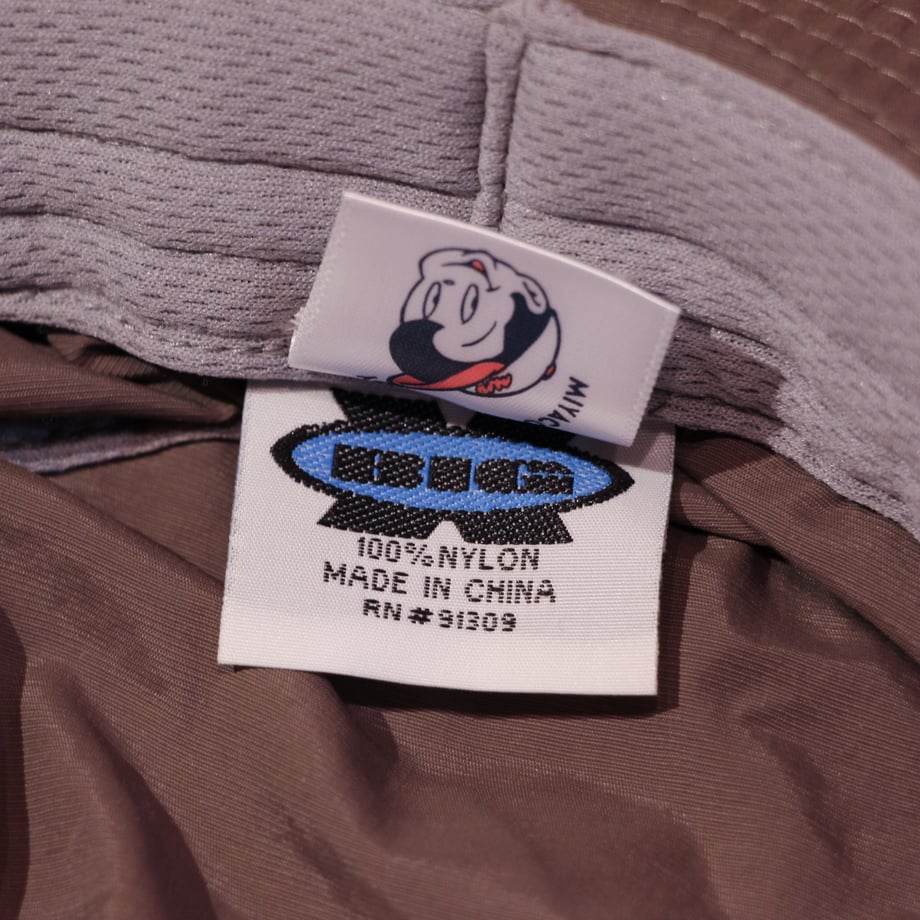 BIG
100% NYLON
MADE IN CHINA
RN # 91309